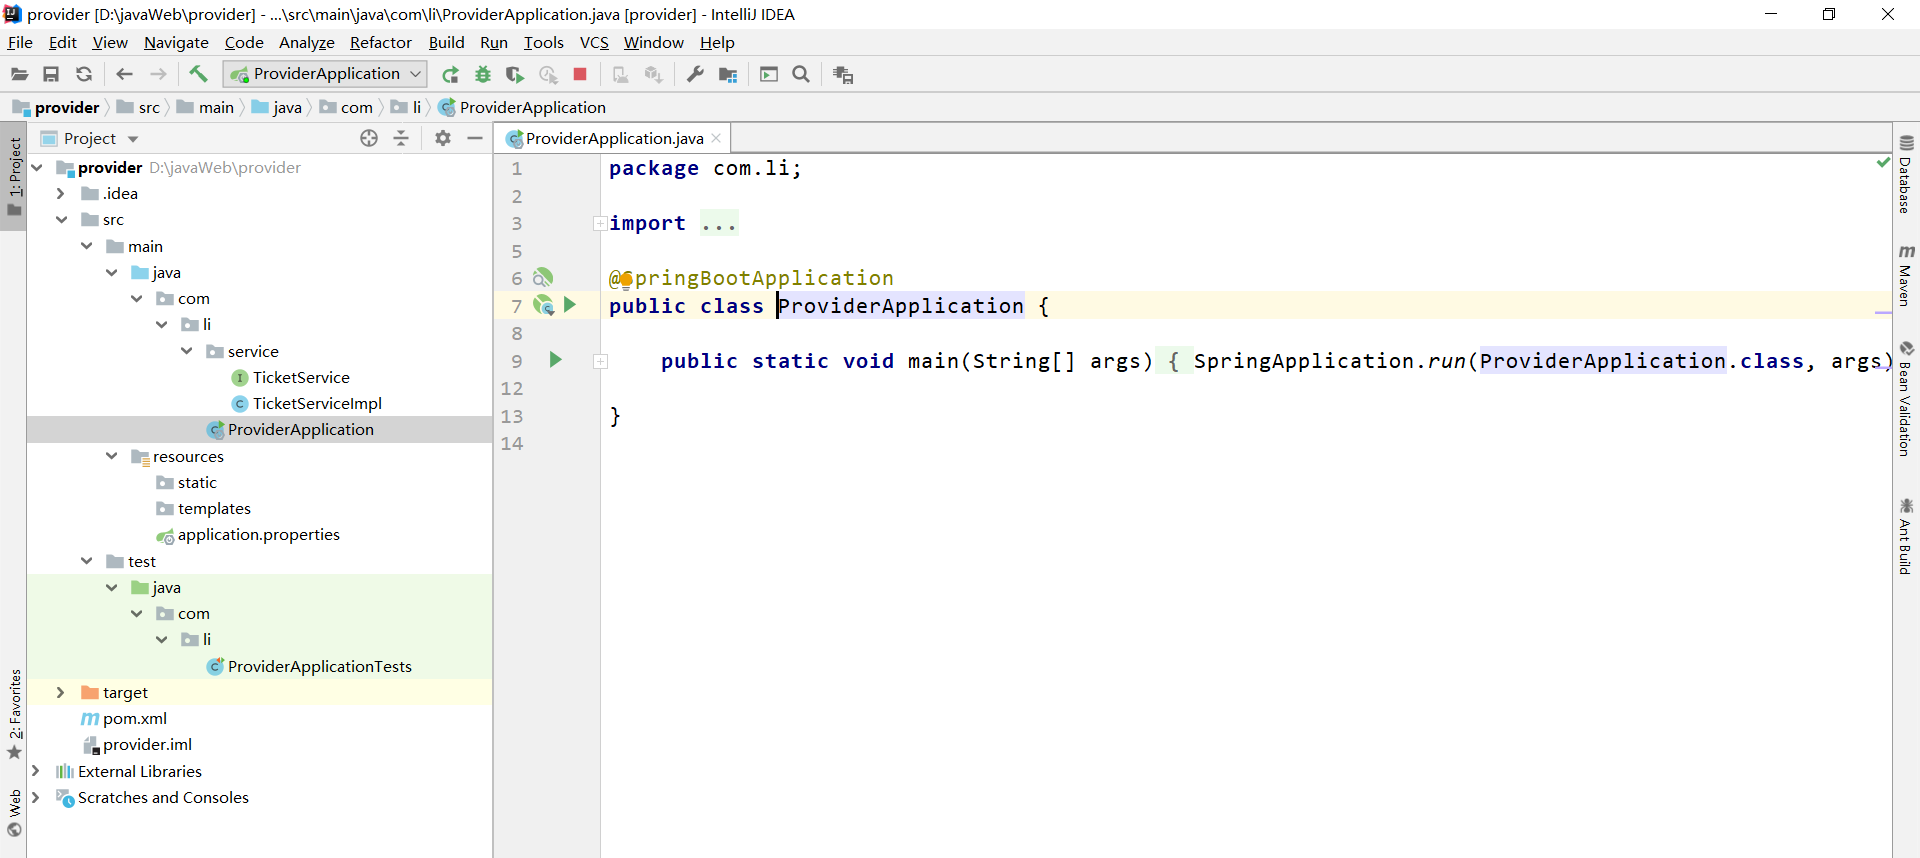 provider [D:\javaWeb\provider] - ...\src\main\java\com\li\ProviderApplication.java [provider] - IntelliJ IDEA
File Edit View Navigate Code Analyze Refactor Build Run Tools VCS Window Help
ProviderApplication
provider src main java com li ProviderApplication
Project
ProviderApplication.java
1: Project
2: Favorites
Web
provider D:\javaWeb\provider
.idea
src
main
java
com
li
service
TicketService
TicketServiceImpl
ProviderApplication
resources
static
templates
application.properties
test
java
com
li
ProviderApplicationTests
target
pom.xml
provider.iml
External Libraries
Scratches and Consoles
1 package com.li;
2
3 import ...
5
6 @SpringBootApplication
7 public class ProviderApplication {
8
9 public static void main(String[] args) { SpringApplication.run(ProviderApplication.class, args)
12
13 }
14
Database
Maven
Bean Validation
Ant Build